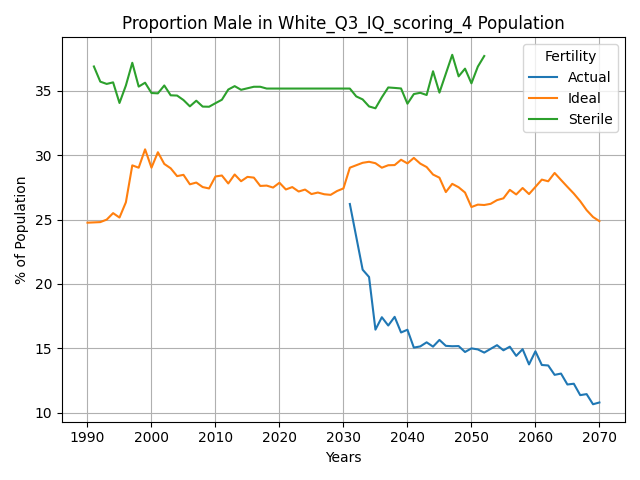 Proportion Male in White_Q3_IQ_scoring_4 Population
Fertility
Actual
Ideal
Sterile
% of Population
35
30
25
20
15
10
1990 2000 2010 2020 2030 2040 2050 2060 2070
Years